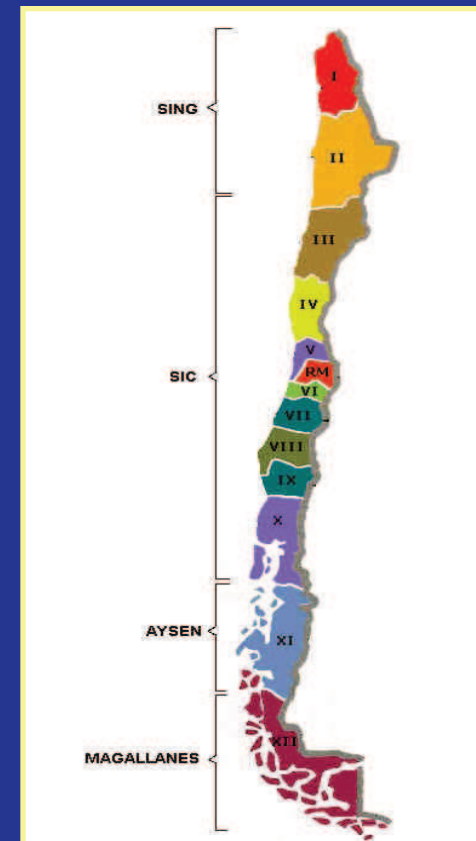 I
SING
II
III
IV
V
RM
SIC
VI
VII
VIII
IX
X
AYSEN
XI
XII
MAGALLANES